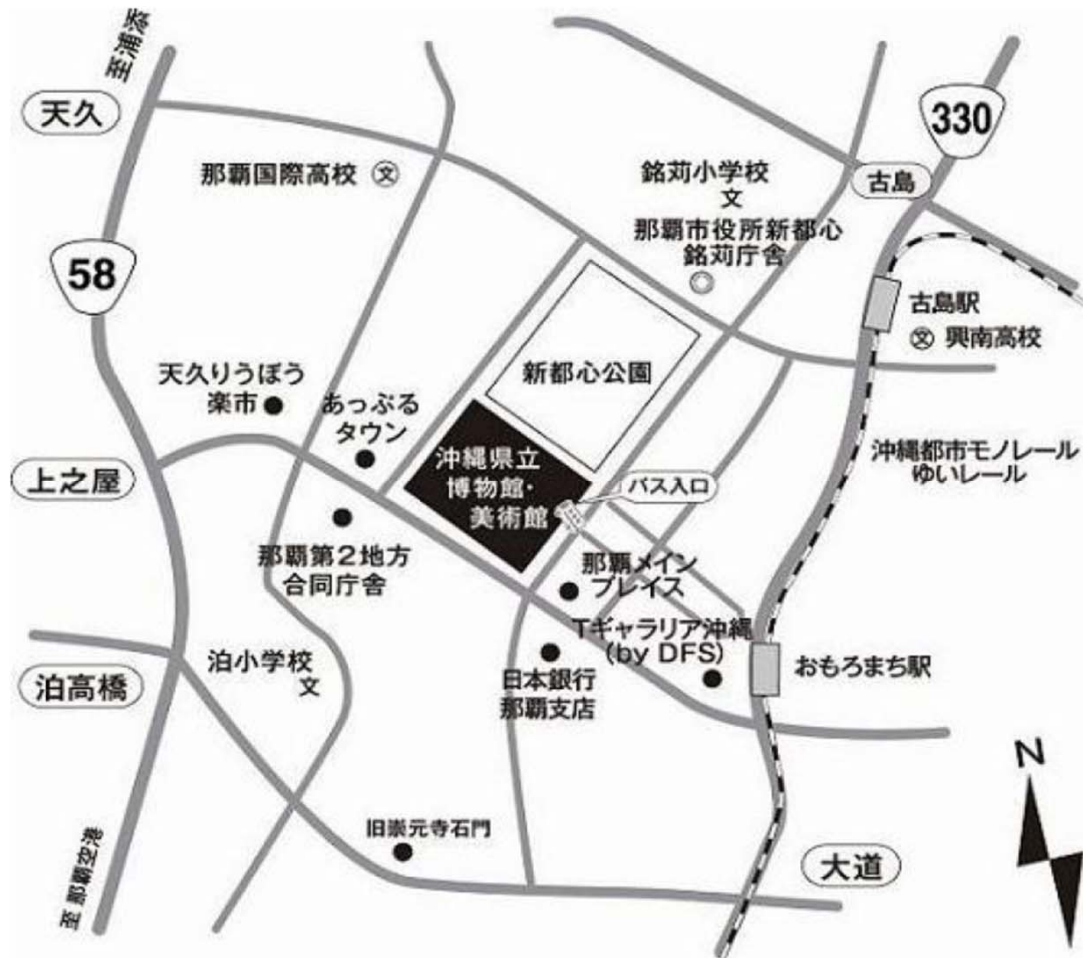 至浦添
天久
330
那覇国際高校 文
銘苅小学校
文
古島
那覇市役所新都心
銘苅庁舎
58
古島駅
文 興南高校
新都心公園
天久りうぼう
楽市
あっぷる
タウン
沖縄県立
博物館・
美術館
バス入口
沖縄都市モノレール
ゆいレール
上之屋
那覇第2地方
合同庁舎
那覇メイン
プレイス
Tギャラリア沖縄
(by DFS)
泊小学校
文
日本銀行
那覇支店
おもろまち駅
泊高橋
N
旧崇元寺石門
大道
至 那覇空港